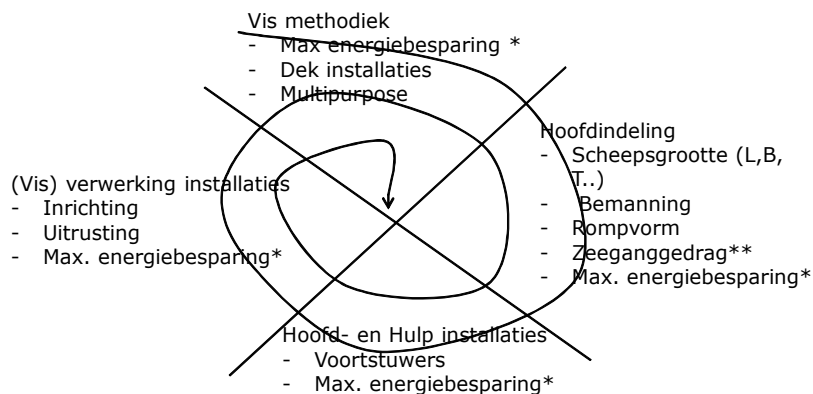 Vis methodiek
- Max energiebesparing *
- Dek installaties
- Multipurpose
Hoofdindeling
- Scheepsgrootte (L,B,
T..)
- Bemanning
- Rompvorm
- Zeeganggedrag**
- Max. energiebesparing*
(Vis) verwerking installaties
- Inrichting
- Uitrusting
- Max. energiebesparing*
Hoofd- en Hulp installaties
- Voortstuwers
- Max. energiebesparing*